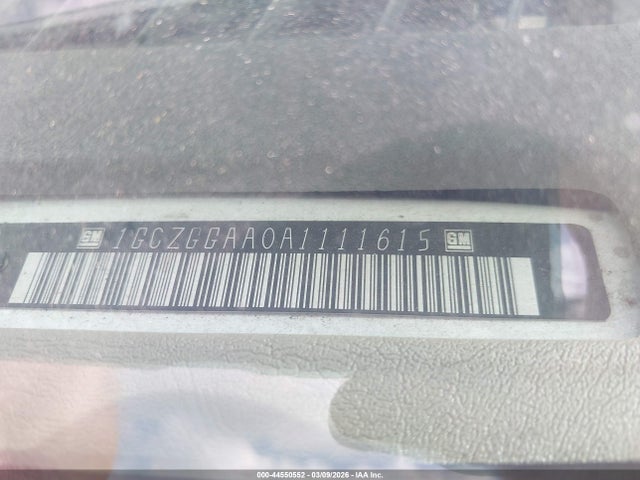 GM 1GCZGGAA0A1111615 GM
000-44550552 - 03/09/2026 - IAA Inc.